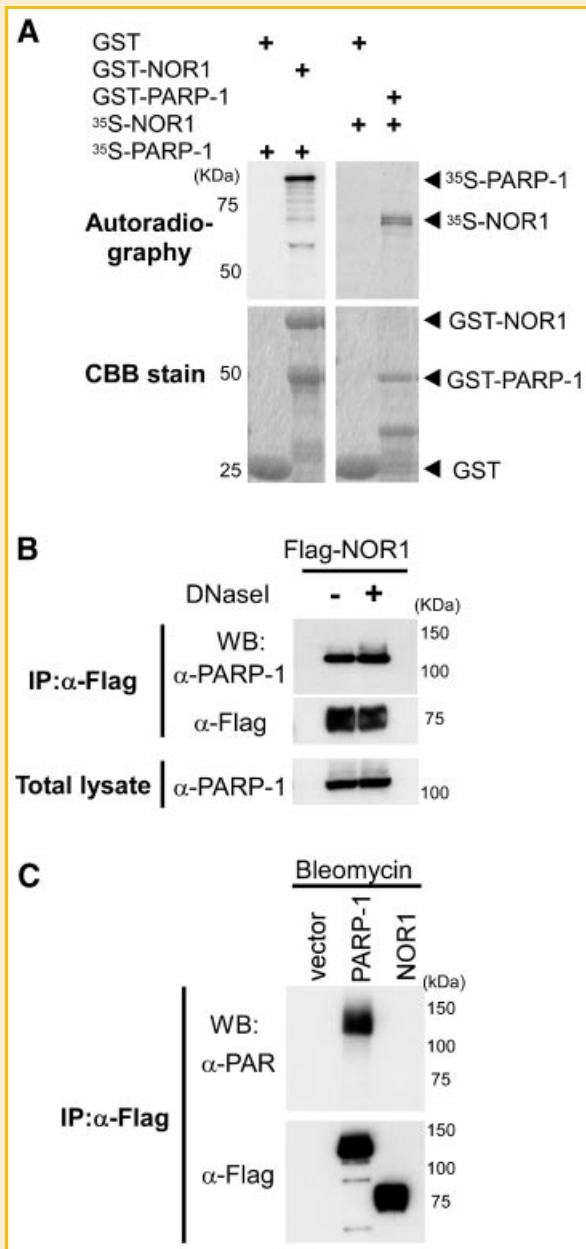 A
GST + +
GST-NOR1 +
GST-PARP-1 +
³⁵S-NOR1 + +
³⁵S-PARP-1 + +
(KDa)
75
50
Autoradio-
graphy
◀ ³⁵S-PARP-1
◀ ³⁵S-NOR1
CBB stain
50
25
◀ GST-NOR1
◀ GST-PARP-1
◀ GST
B
Flag-NOR1
DNaseI - +
(KDa)
IP:α-Flag
WB:
α-PARP-1
150
100
α-Flag
75
Total lysate
α-PARP-1
100
C
Bleomycin
vector
PARP-1
NOR1
(kDa)
IP:α-Flag
WB:
α-PAR
150
100
75
α-Flag
150
100
75